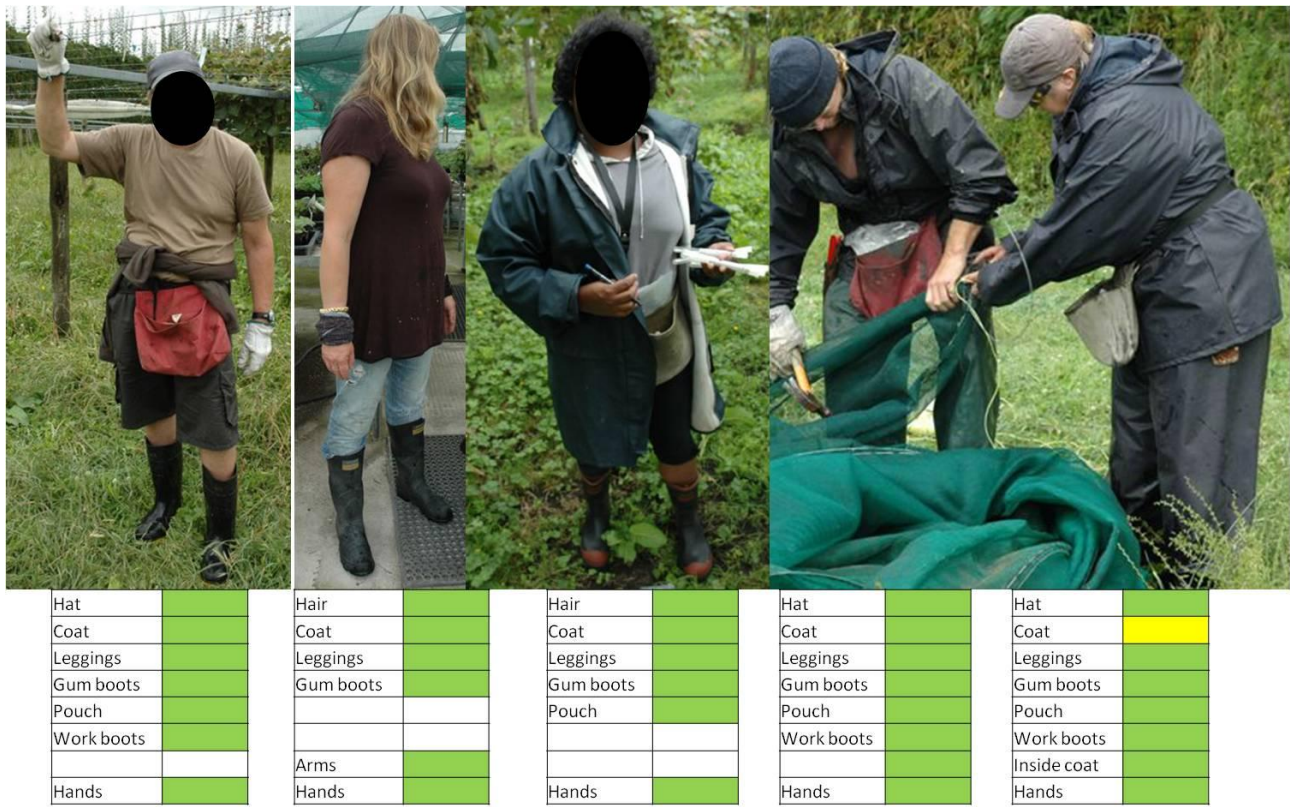 Hat Hair Hair Hat Hat
Coat Coat Coat Coat Coat
Leggings Leggings Leggings Leggings Leggings
Gum boots Gum boots Gum boots Gum boots Gum boots
Pouch Pouch Pouch Pouch
Work boots Work boots Work boots
Arms Inside coat
Hands Hands Hands Hands Hands